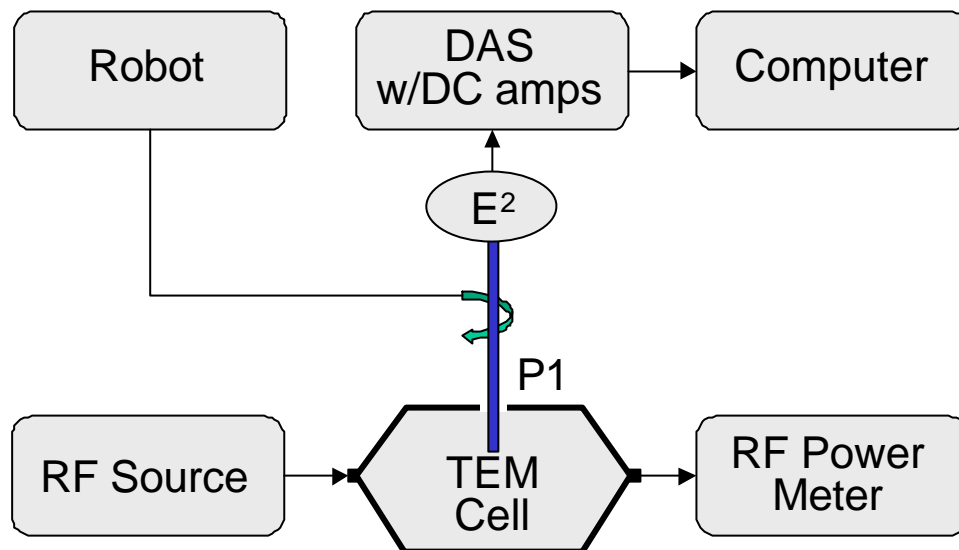 Robot
DAS
w/DC amps
Computer
E²
P1
RF Source
TEM
Cell
RF Power
Meter